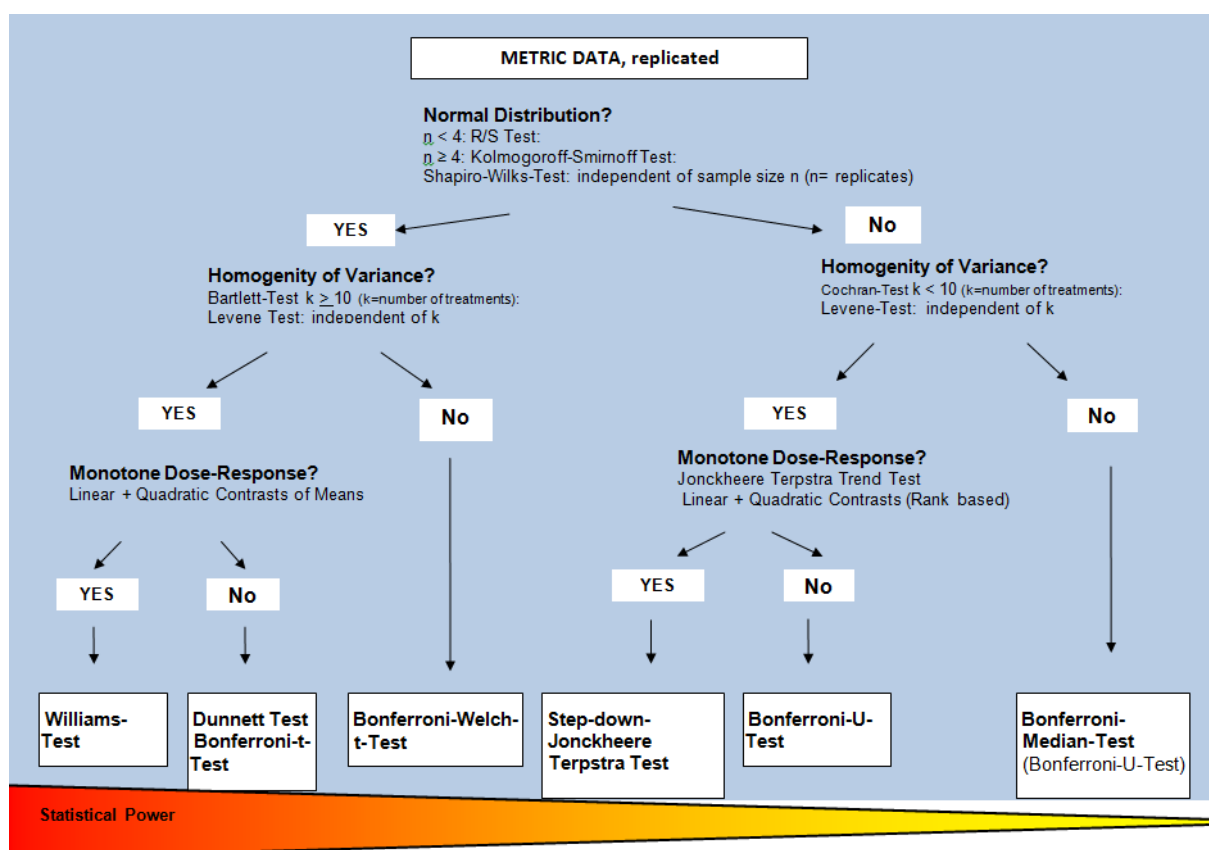 METRIC DATA, replicated
Normal Distribution?
n < 4: R/S Test:
n ≥ 4: Kolmogoroff-Smirnoff Test:
Shapiro-Wilks-Test: independent of sample size n (n= replicates)
YES
No
Homogenity of Variance?
Bartlett-Test k ≥ 10 (k=number of treatments):
Levene Test: independent of k
Homogenity of Variance?
Cochran-Test k < 10 (k=number of treatments):
Levene-Test: independent of k
YES
No
YES
No
Monotone Dose-Response?
Linear + Quadratic Contrasts of Means
Monotone Dose-Response?
Jonckheere Terpstra Trend Test
Linear + Quadratic Contrasts (Rank based)
YES
No
YES
No
Williams-
Test
Dunnett Test
Bonferroni-t-
Test
Bonferroni-Welch-
t-Test
Step-down-
Jonckheere
Terpstra Test
Bonferroni-U-
Test
Bonferroni-
Median-Test
(Bonferroni-U-Test)
Statistical Power